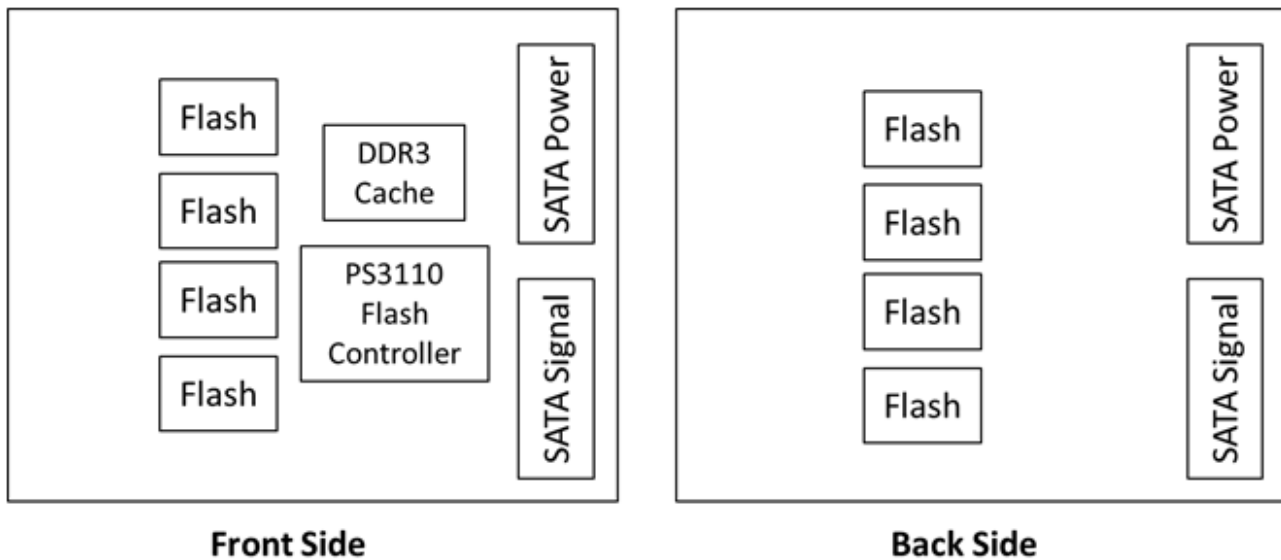 Flash
Flash
Flash
Flash
DDR3
Cache
PS3110
Flash
Controller
SATA Power
SATA Signal
Front Side
Flash
Flash
Flash
Flash
SATA Power
SATA Signal
Back Side